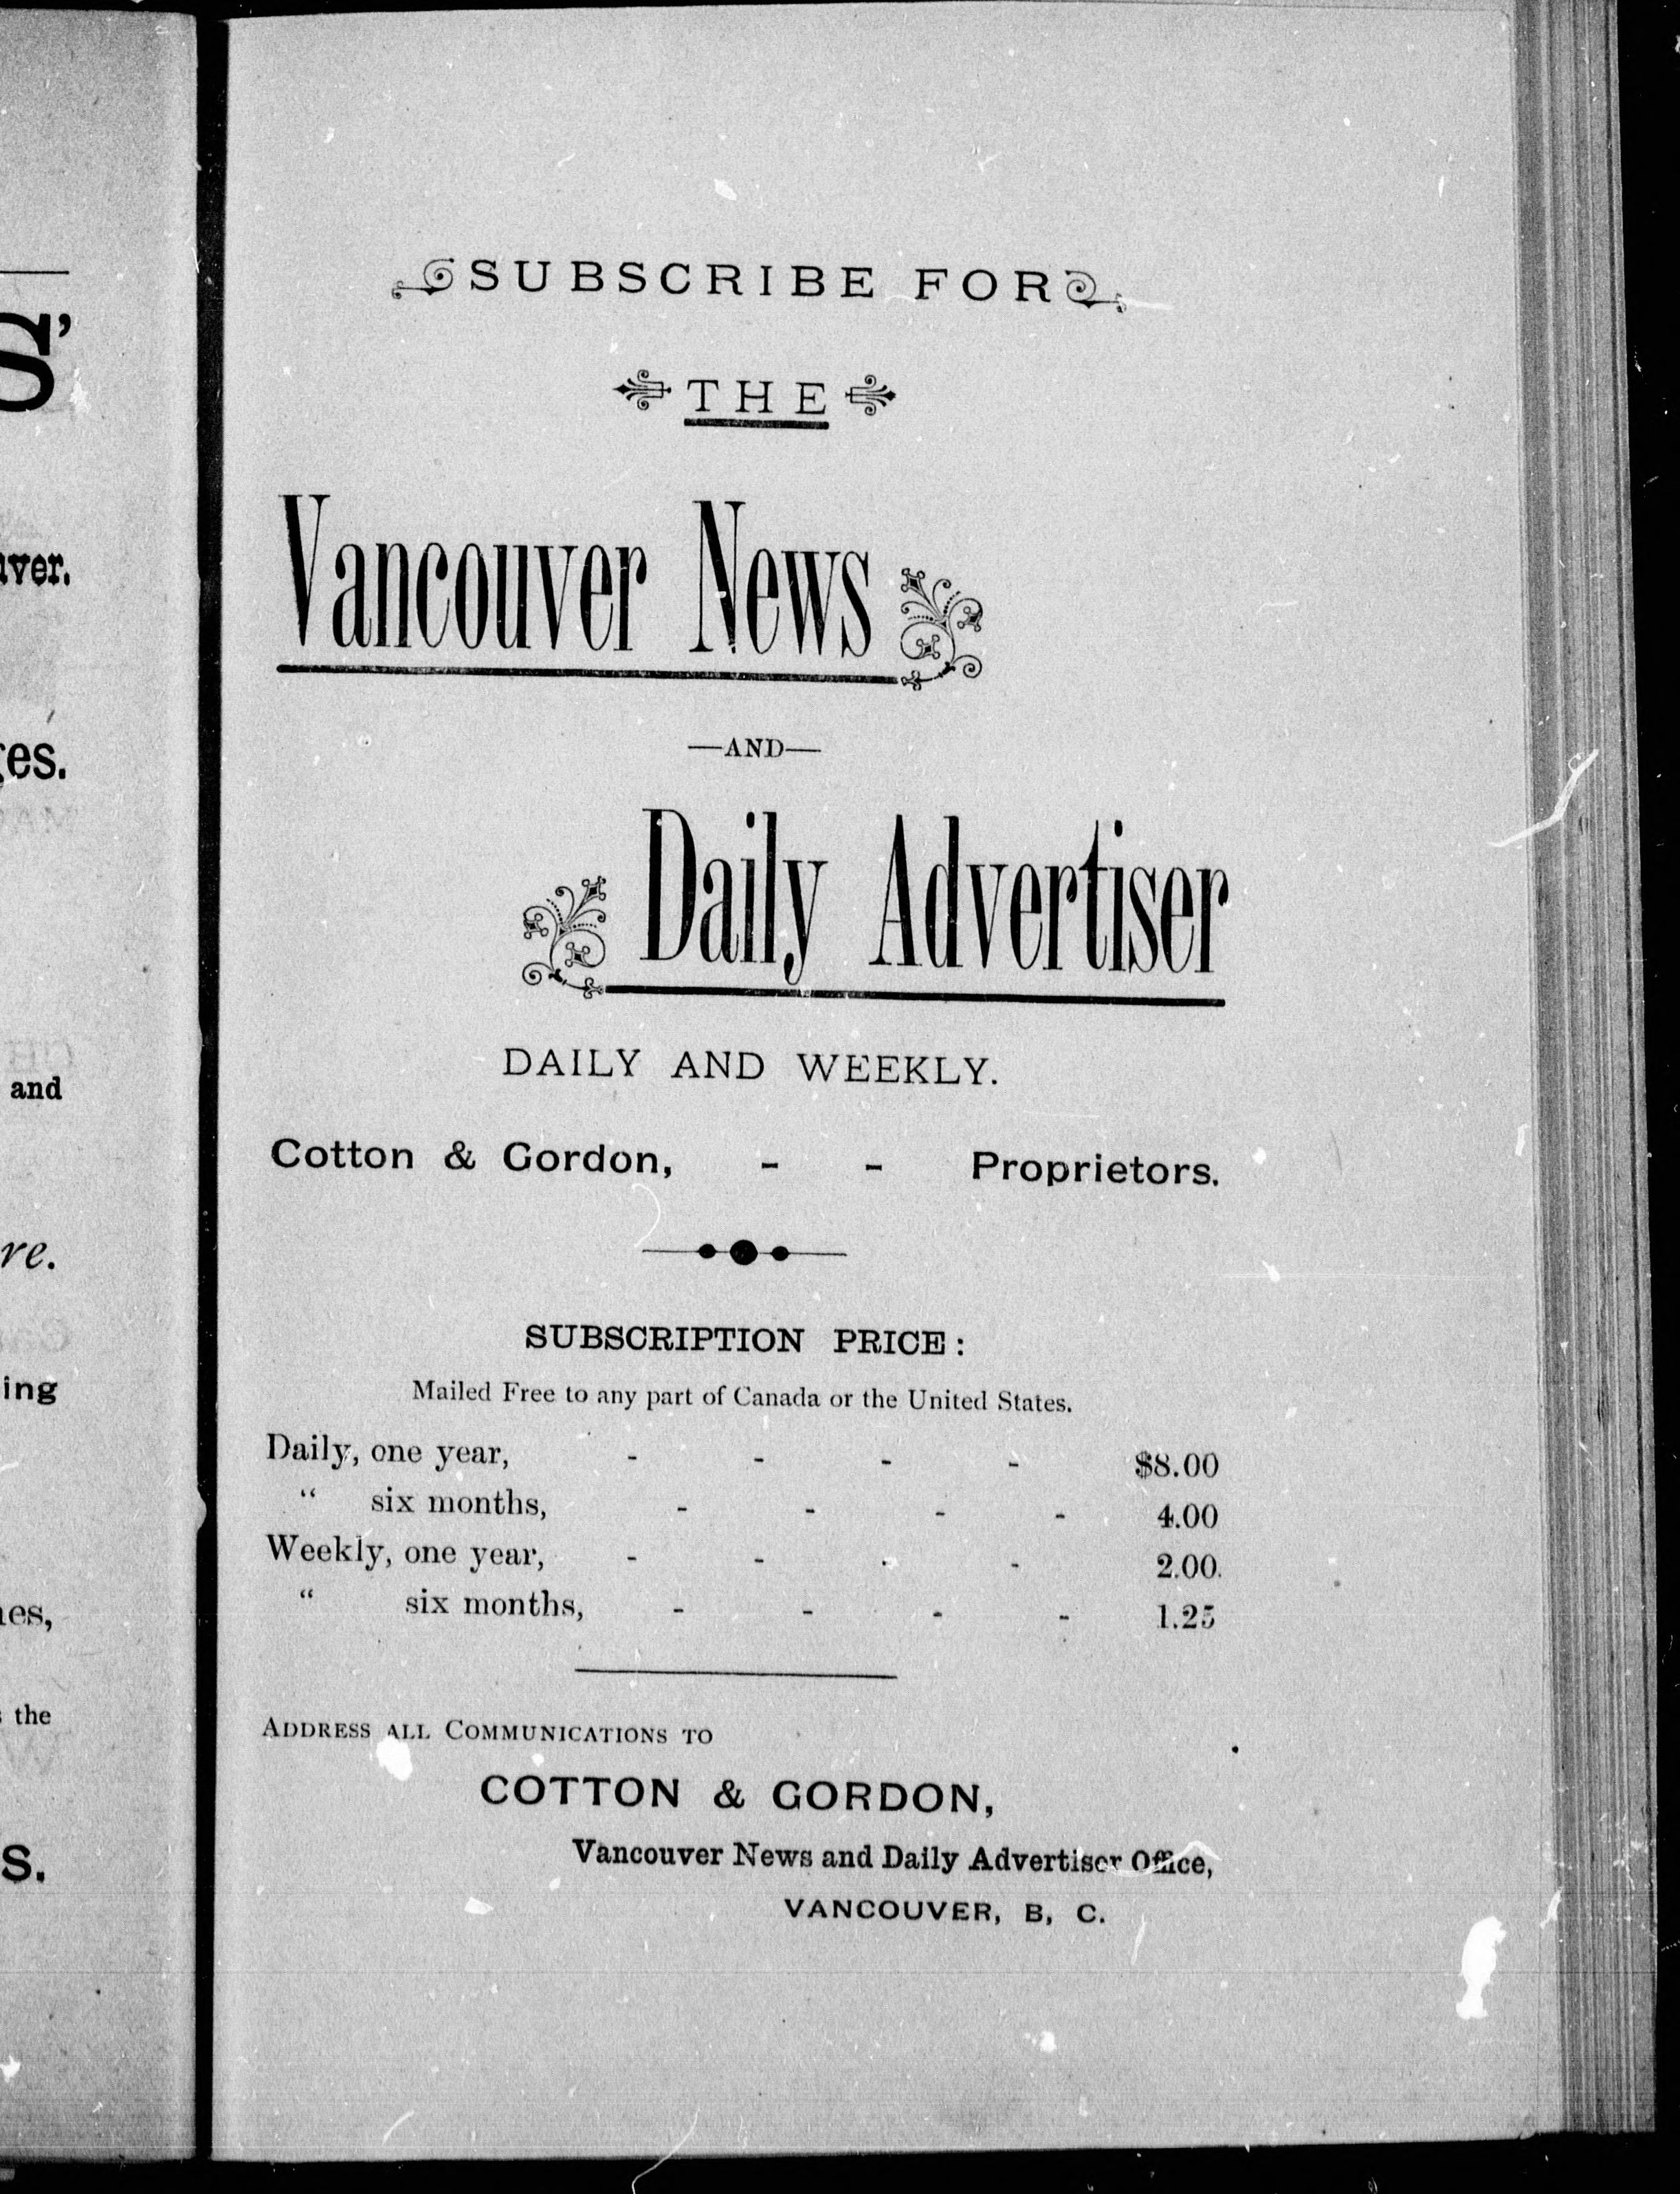 SUBSCRIBE FOR
THE
Vancouver News
—AND—
Daily Advertiser
DAILY AND WEEKLY.
Cotton & Gordon, - - Proprietors.
SUBSCRIPTION PRICE:
Mailed Free to any part of Canada or the United States.
Daily, one year, - - - - $8.00
“ six months, - - - - 4.00
Weekly, one year, - - - - 2.00.
“ six months, - - - - 1.25
ADDRESS ALL COMMUNICATIONS TO
COTTON & GORDON,
Vancouver News and Daily Advertiser Office,
VANCOUVER, B, C.
S’
es.
and
re.
ing
the
S.